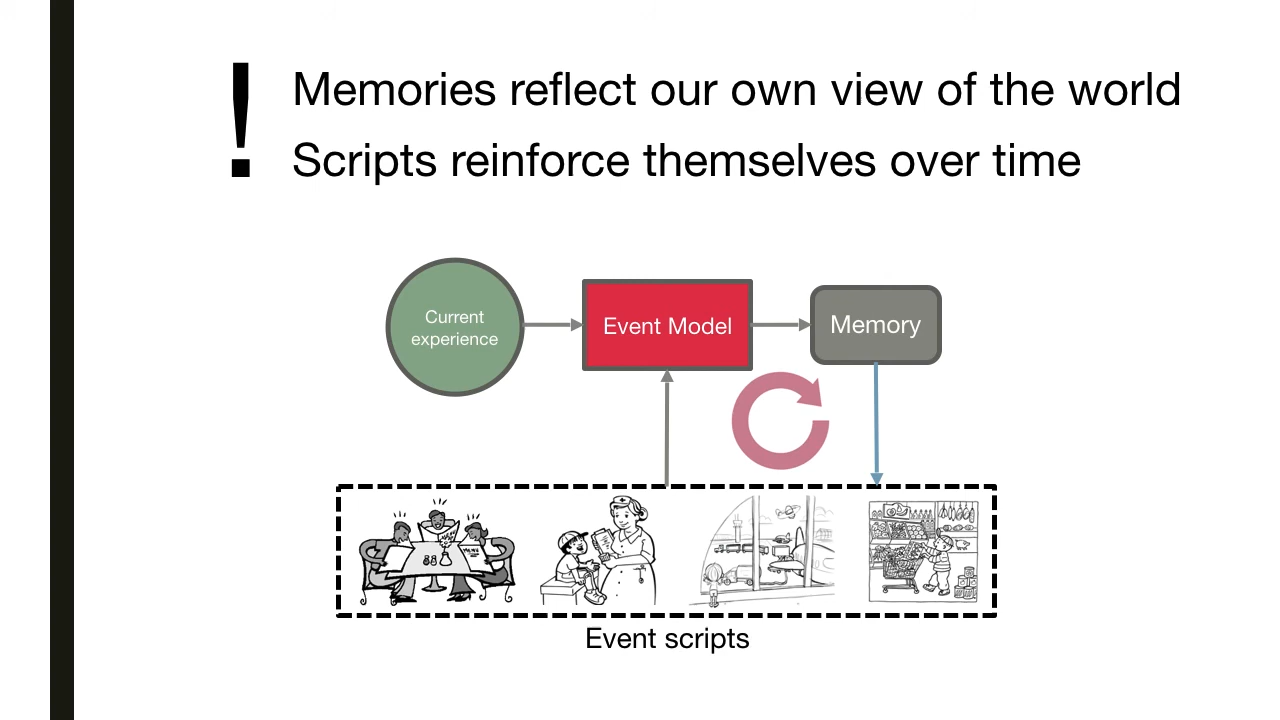 !
Memories reflect our own view of the world
Scripts reinforce themselves over time
Current
experience
Event Model
Memory
Event scripts